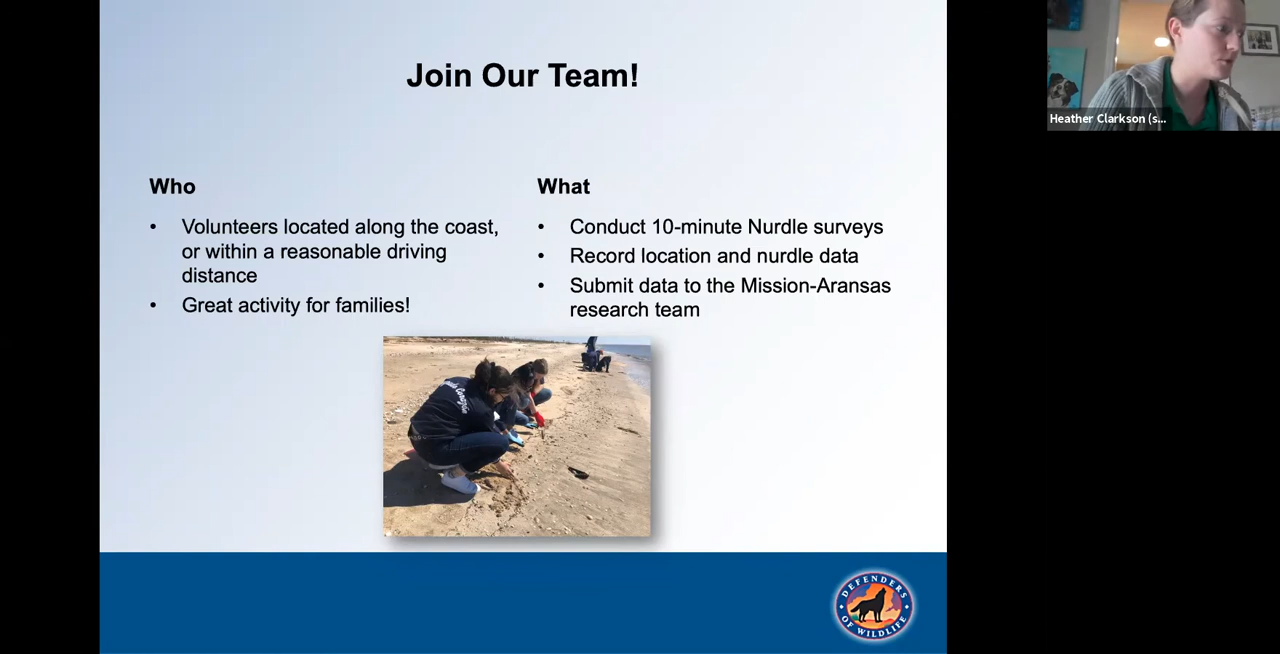 Join Our Team!
Heather Clarkson (s...
Who
• Volunteers located along the coast,
or within a reasonable driving
distance
• Great activity for families!
What
• Conduct 10-minute Nurdle surveys
• Record location and nurdle data
• Submit data to the Mission-Aransas
research team
DEFENDERS
OF WILDLIFE